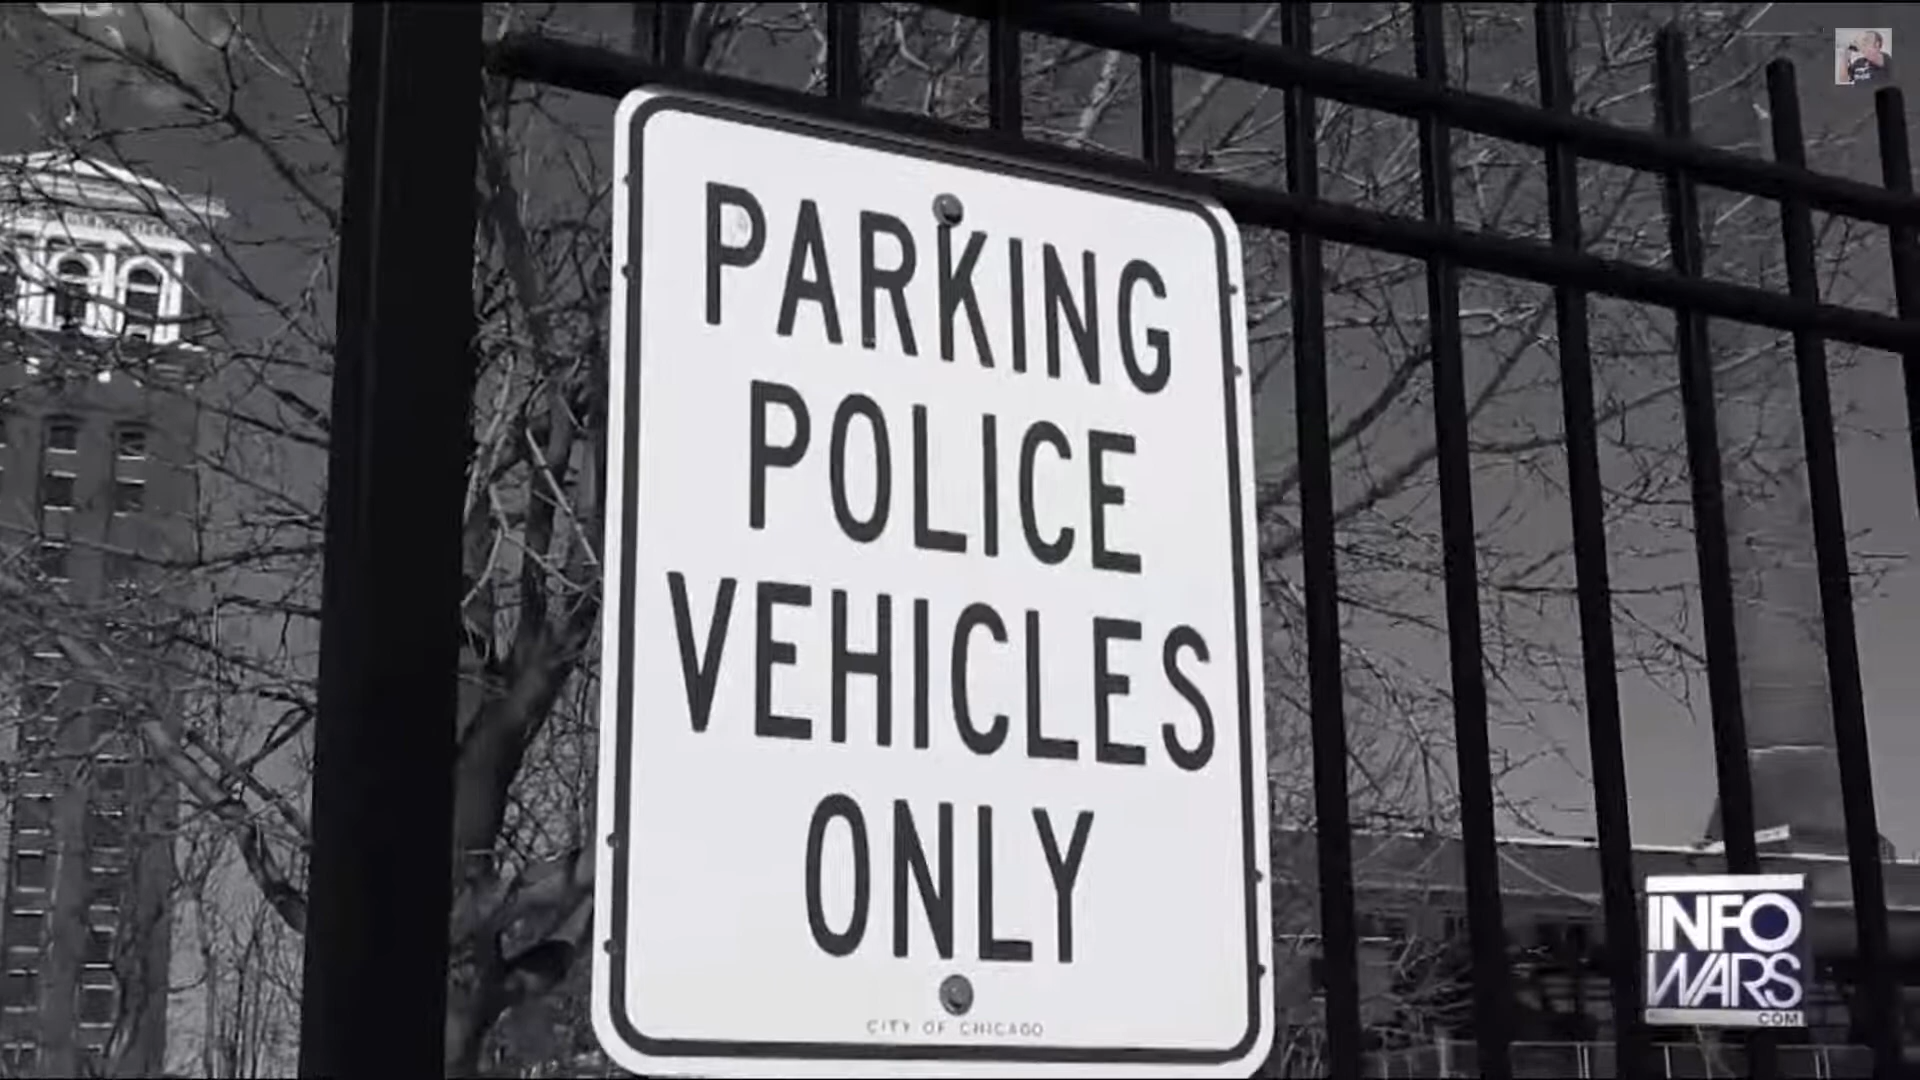 PARKING
POLICE
VEHICLES
ONLY
CITY OF CHICAGO
INFO
WARS
.COM